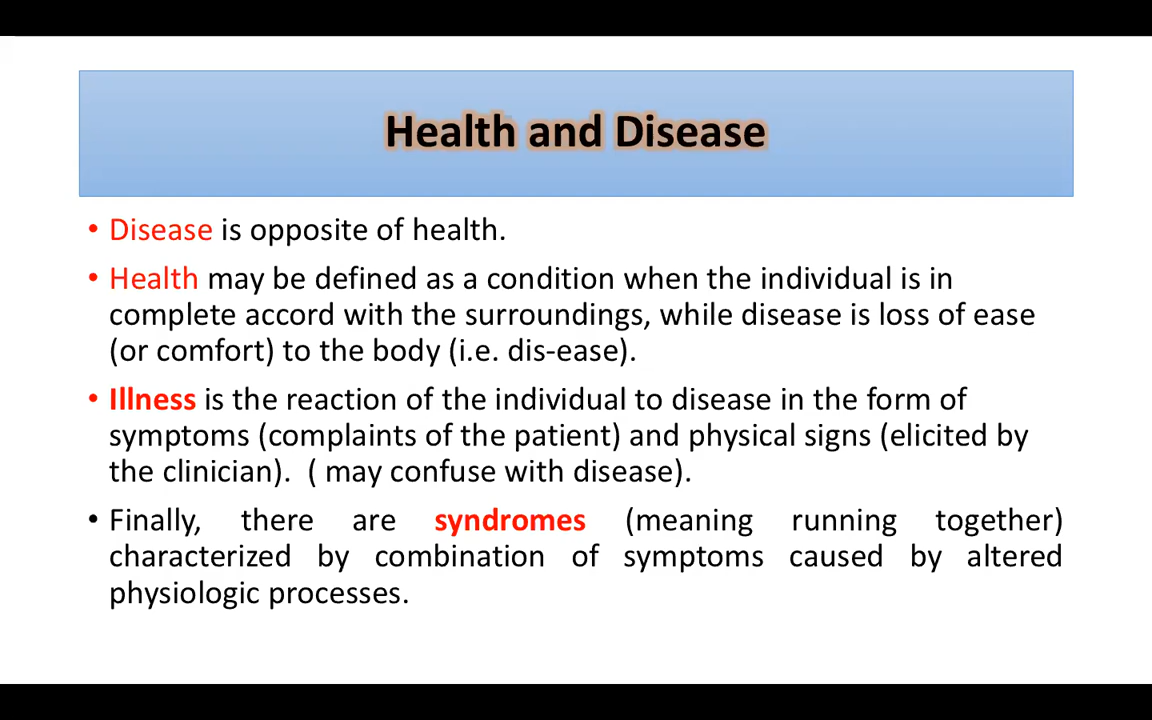 Health and Disease
• Disease is opposite of health.
• Health may be defined as a condition when the individual is in
complete accord with the surroundings, while disease is loss of ease
(or comfort) to the body (i.e. dis-ease).
• Illness is the reaction of the individual to disease in the form of
symptoms (complaints of the patient) and physical signs (elicited by
the clinician). ( may confuse with disease).
• Finally, there are syndromes (meaning running together)
characterized by combination of symptoms caused by altered
physiologic processes.